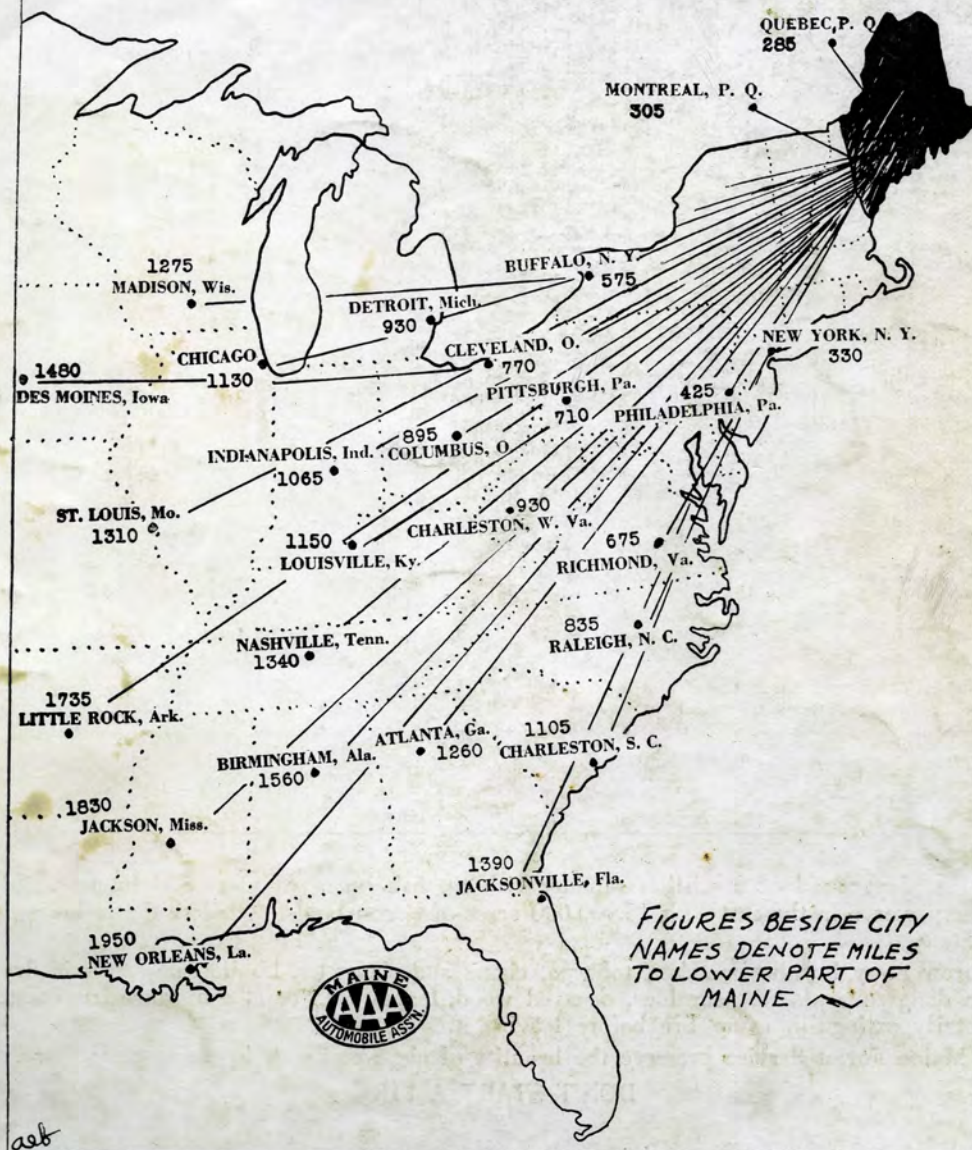 QUEBEC, P. Q
285
MONTREAL, P. Q.
305
BUFFALO, N. Y.
575
1275
MADISON, Wis.
DETROIT, Mich.
930
NEW YORK, N. Y.
330
CHICAGO
1130
CLEVELAND, O.
770
1480
DES MOINES, Iowa
PITTSBURGH, Pa.
710
425
PHILADELPHIA, Pa.
895
COLUMBUS, O.
INDIANAPOLIS, Ind.
1065
ST. LOUIS, Mo.
1310
930
CHARLESTON, W. Va.
1150
LOUISVILLE, Ky.
675
RICHMOND, Va.
835
RALEIGH, N. C.
NASHVILLE, Tenn.
1340
1735
LITTLE ROCK, Ark.
ATLANTA, Ga.
1260
1105
CHARLESTON, S. C.
BIRMINGHAM, Ala.
1560
1830
JACKSON, Miss.
1390
JACKSONVILLE, Fla.
1950
NEW ORLEANS, La.
FIGURES BESIDE CITY
NAMES DENOTE MILES
TO LOWER PART OF
MAINE
MAINE
AAA
AUTOMOBILE ASS'N.
aeb